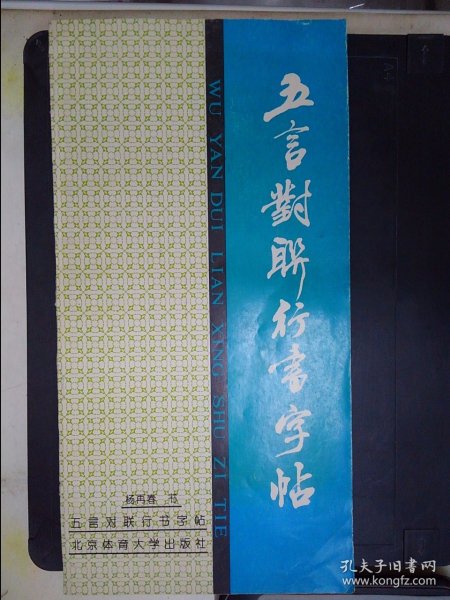 五言對聯行書字帖
WU YAN DUI LIAN XING SHU ZI TIE
杨再春 书
五言对联行书字帖
北京体育大学出版社
A4
孔夫子旧书网
www.kongfz.com